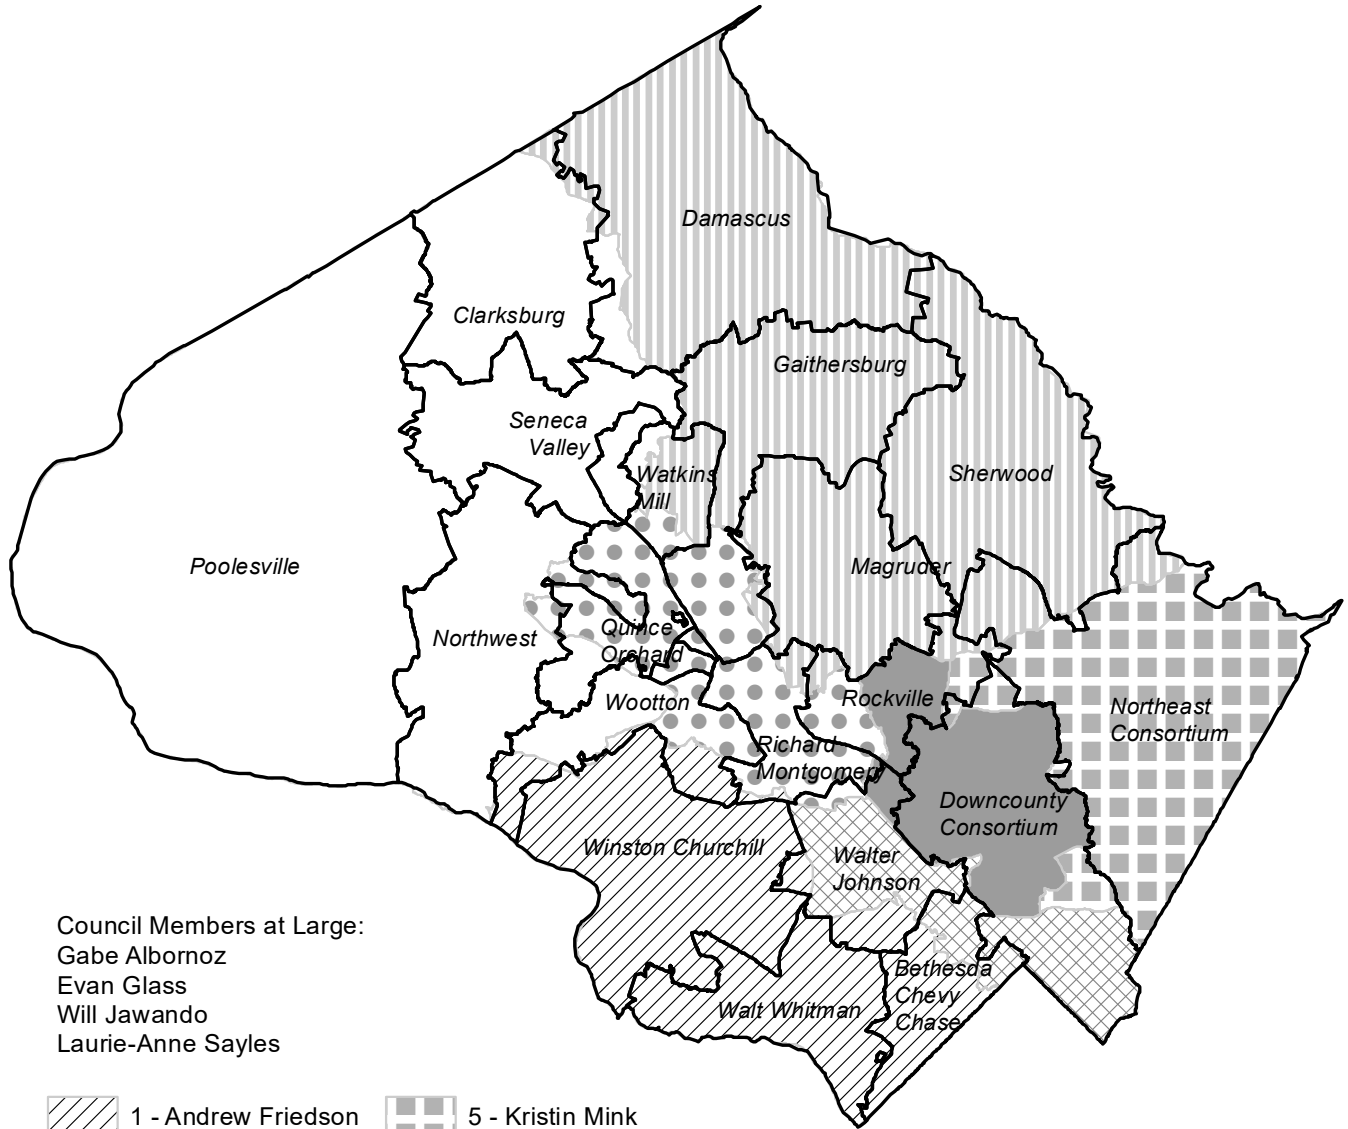 Damascus
Clarksburg
Gaithersburg
Seneca
Valley
Watkins
Mill
Sherwood
Poolesville
Magruder
Northwest
Quince
Orchard
Wootton
Rockville
Northeast
Consortium
Richard
Montgomery
Downcounty
Consortium
Winston Churchill
Walter
Johnson
Bethesda
Chevy
Chase
Walt Whitman
Council Members at Large:
Gabe Albornoz
Evan Glass
Will Jawando
Laurie-Anne Sayles
1 - Andrew Friedson
5 - Kristin Mink